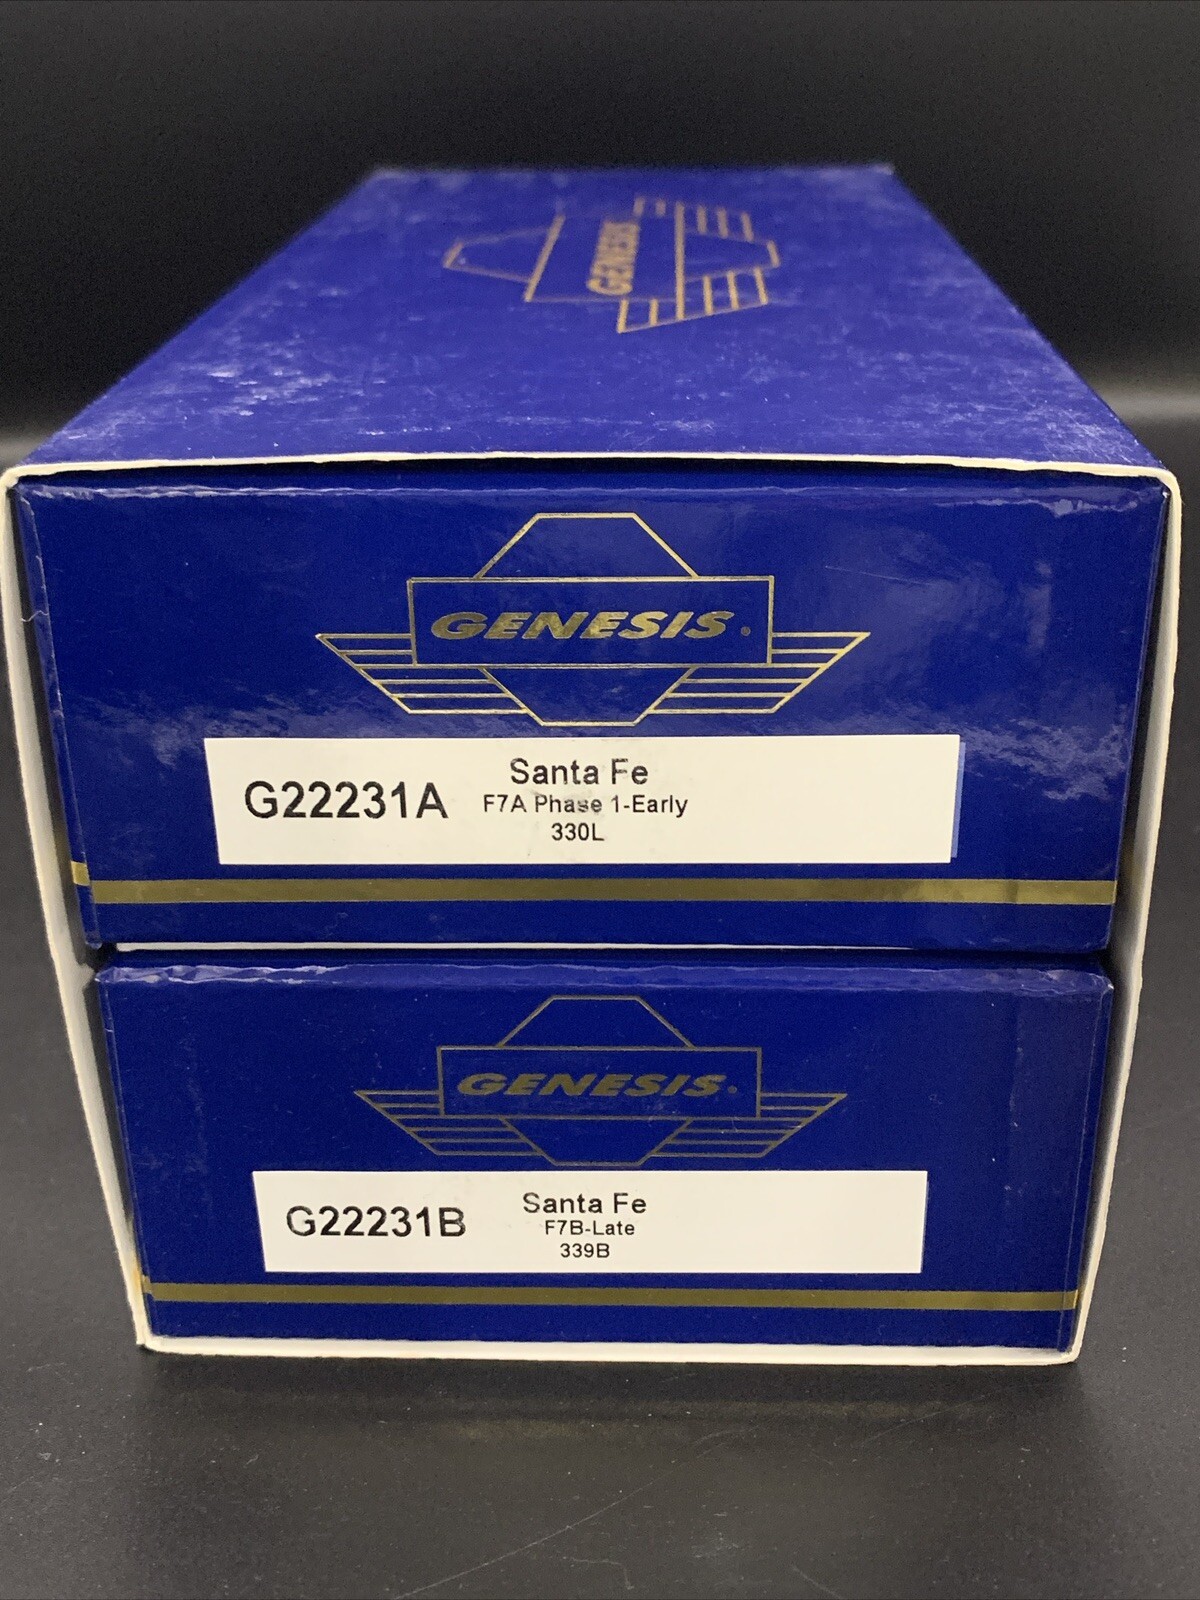 GENESIS
GENESIS.
G22231A
Santa Fe
F7A Phase 1-Early
330L
GENESIS.
G22231B
Santa Fe
F7B-Late
339B